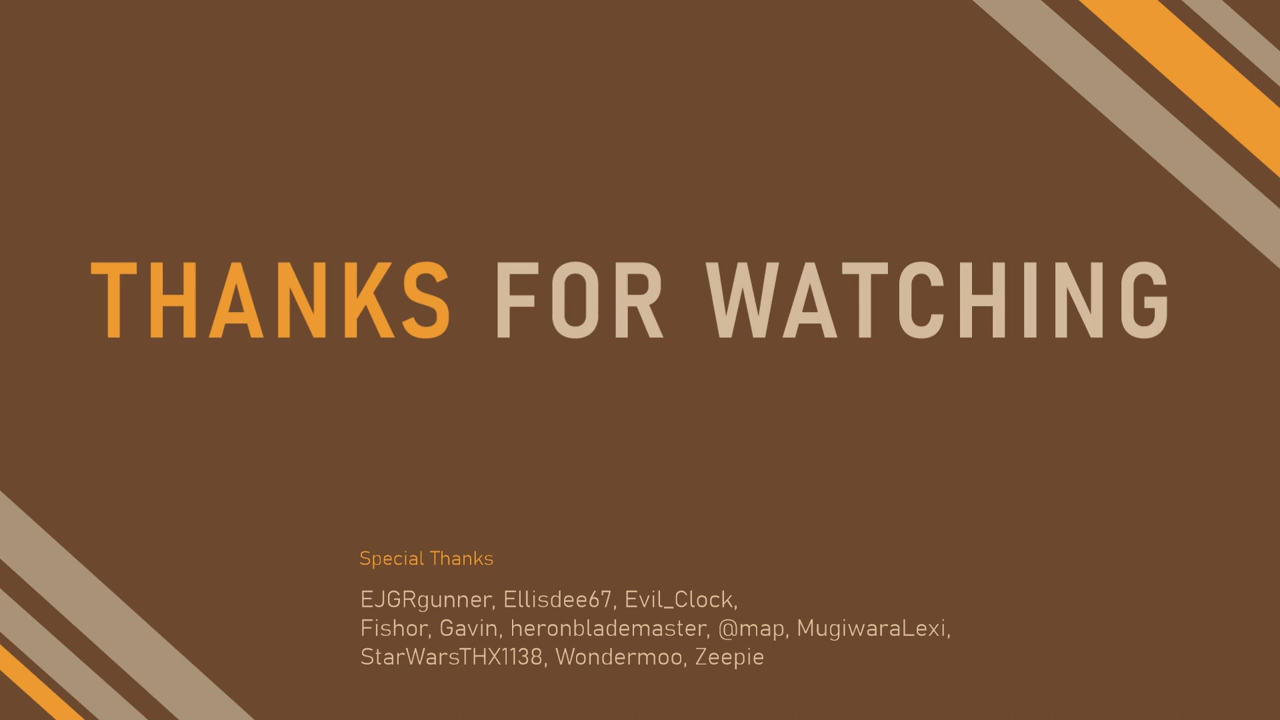 THANKS FOR WATCHING
Special Thanks
EJGRgunner, Ellisdee67, Evil_Clock,
Fishor, Gavin, heronblademaster, @map, MugiwaraLexi,
StarWarsTHX1138, Wondermoo, Zeepie